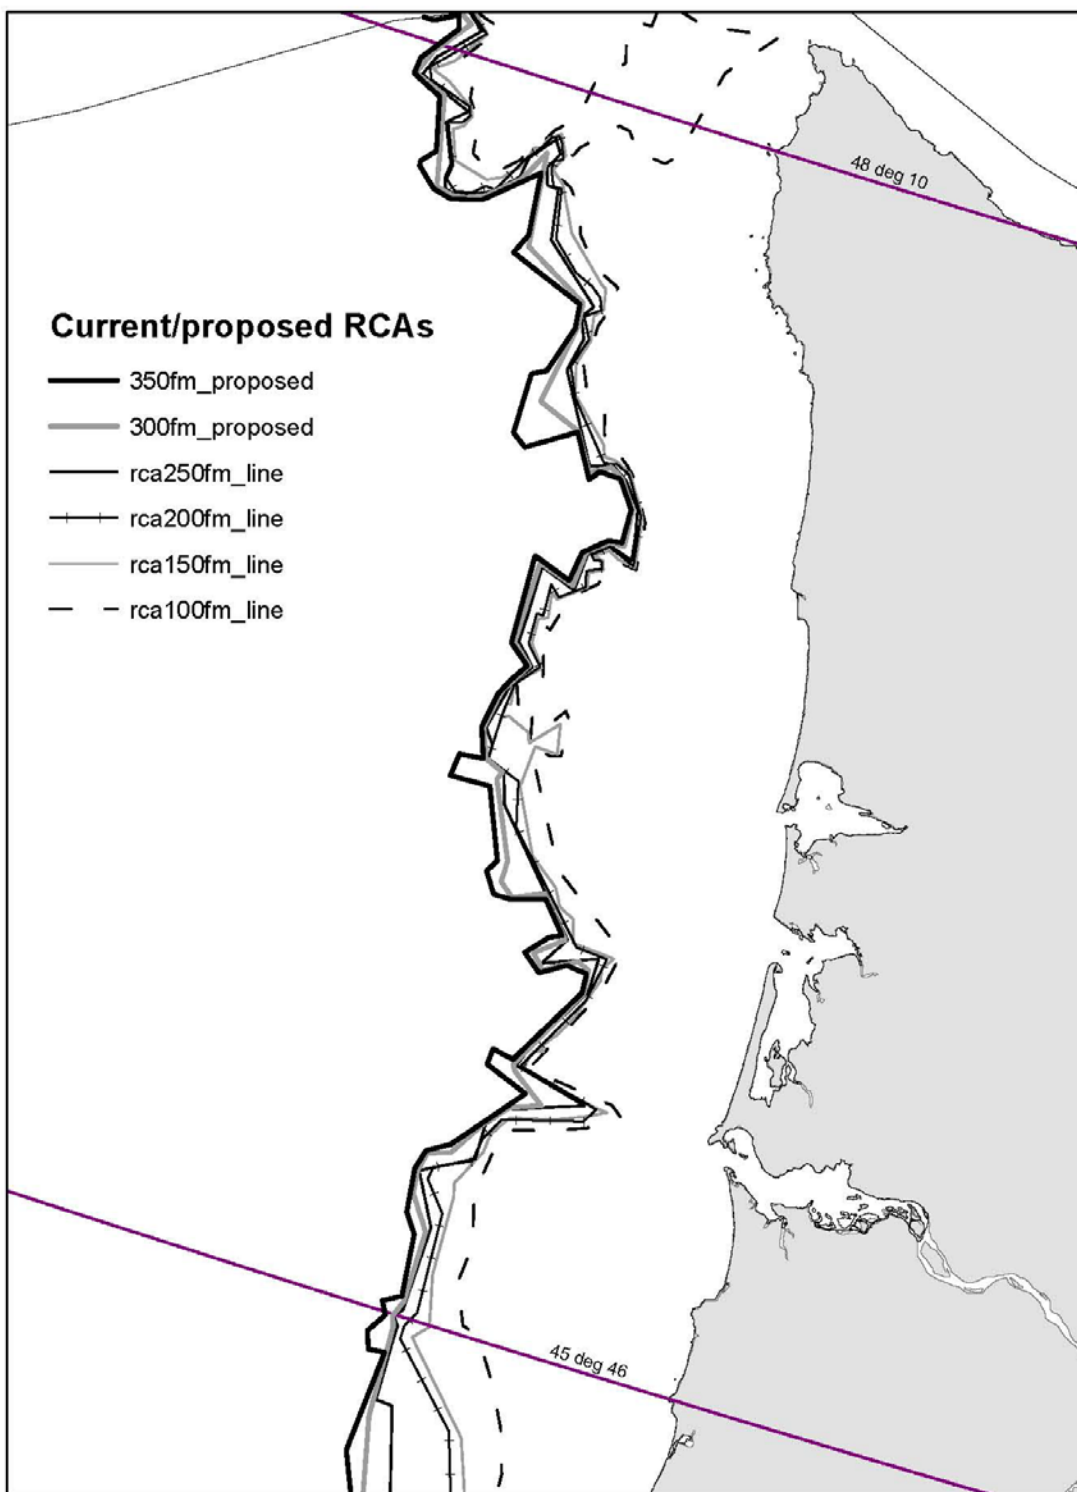 48 deg 10
Current/proposed RCAs
350fm_proposed
300fm_proposed
rca250fm_line
rca200fm_line
rca150fm_line
rca100fm_line
45 deg 46